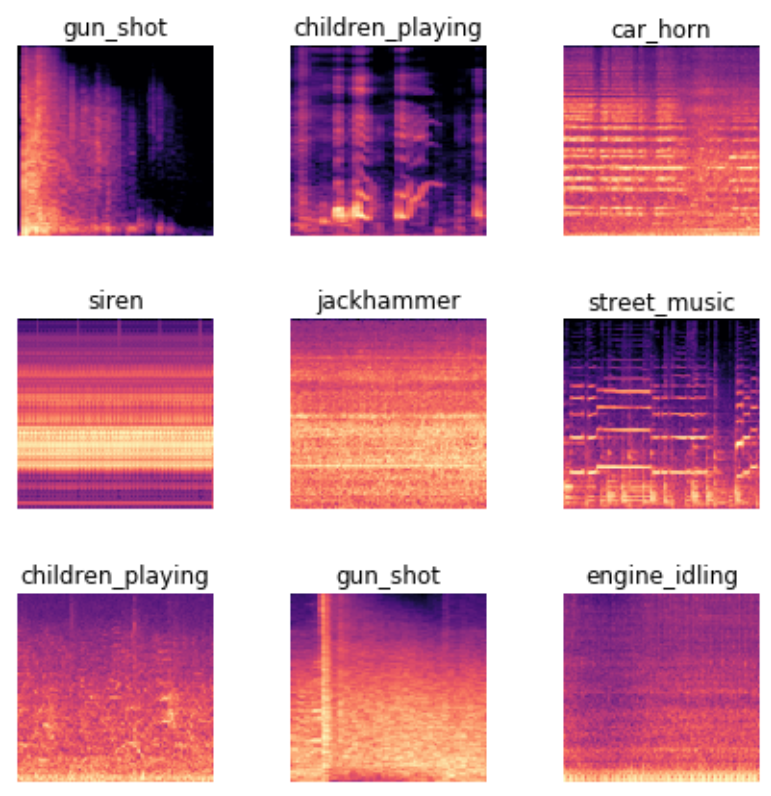 gun_shot
children_playing
car_horn
siren
jackhammer
street_music
children_playing
gun_shot
engine_idling